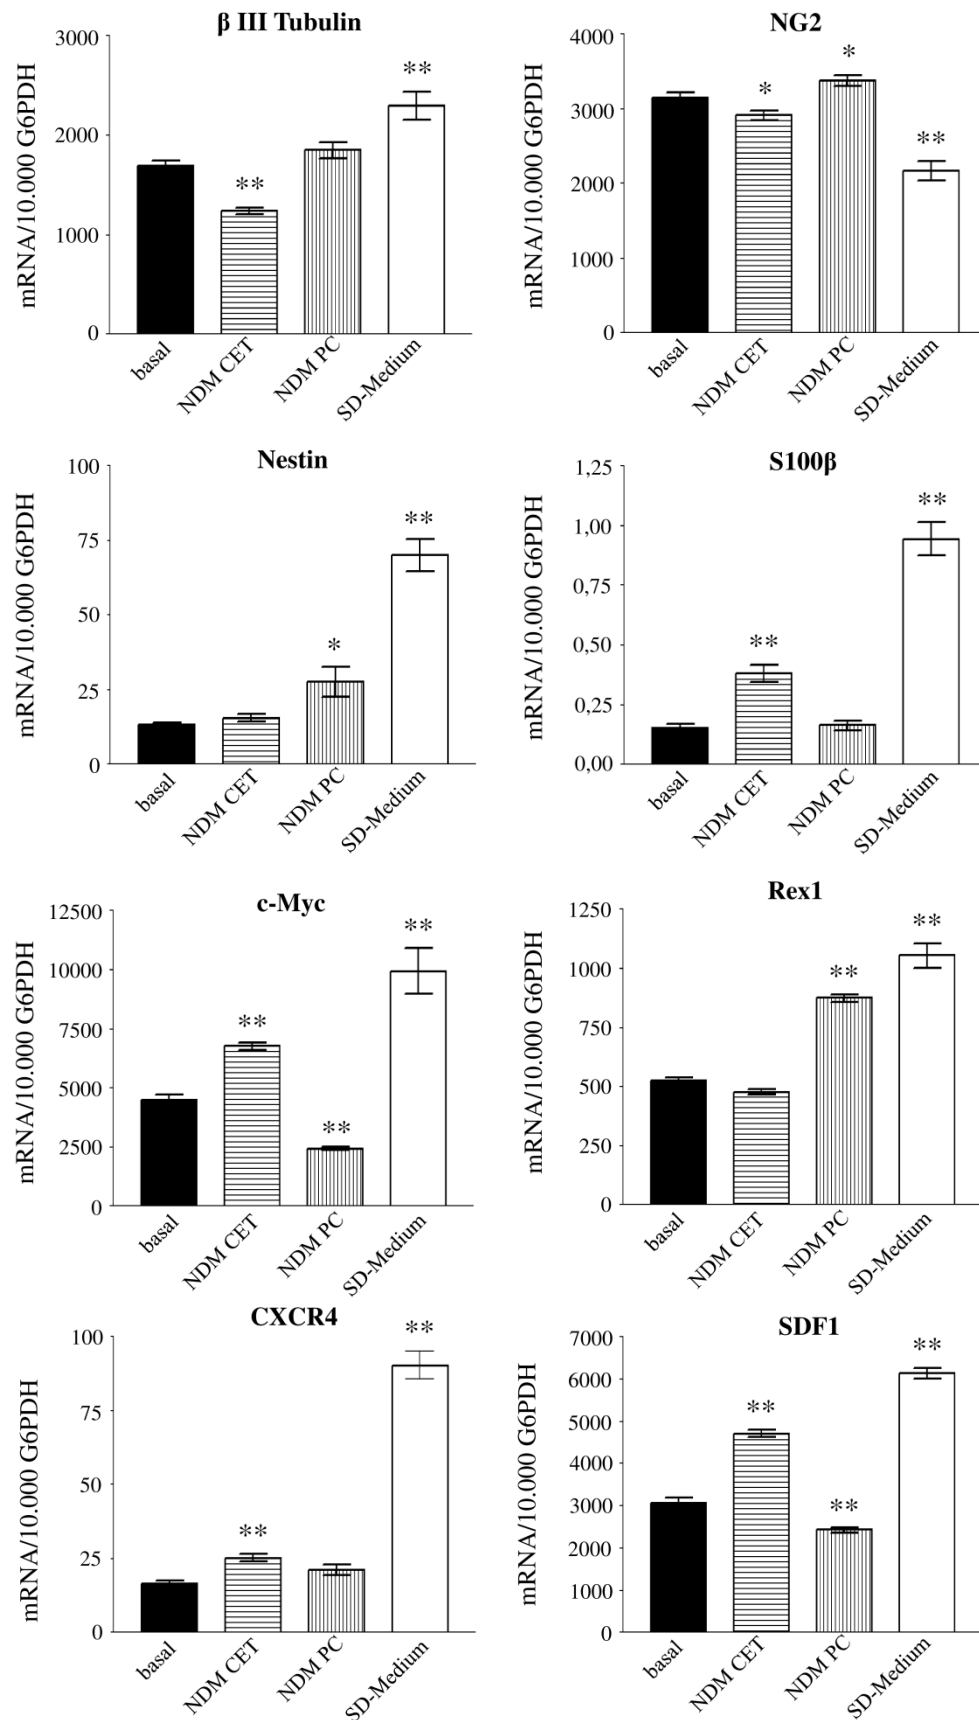 β III Tubulin
mRNA/10.000 G6PDH
3000
2000
1000
0
**
**
basal
NDM CET
NDM PC
SD-Medium
NG2
mRNA/10.000 G6PDH
4000
3000
2000
1000
0
*
*
**
basal
NDM CET
NDM PC
SD-Medium
Nestin
mRNA/10.000 G6PDH
100
75
50
25
0
*
**
basal
NDM CET
NDM PC
SD-Medium
S100β
mRNA/10.000 G6PDH
1,25
1,00
0,75
0,50
0,25
0,00
**
**
basal
NDM CET
NDM PC
SD-Medium
c-Myc
mRNA/10.000 G6PDH
12500
10000
7500
5000
2500
0
**
**
**
basal
NDM CET
NDM PC
SD-Medium
Rex1
mRNA/10.000 G6PDH
1250
1000
750
500
250
0
**
**
basal
NDM CET
NDM PC
SD-Medium
CXCR4
mRNA/10.000 G6PDH
100
75
50
25
0
**
**
basal
NDM CET
NDM PC
SD-Medium
SDF1
mRNA/10.000 G6PDH
7000
6000
5000
4000
3000
2000
1000
0
**
**
**
basal
NDM CET
NDM PC
SD-Medium